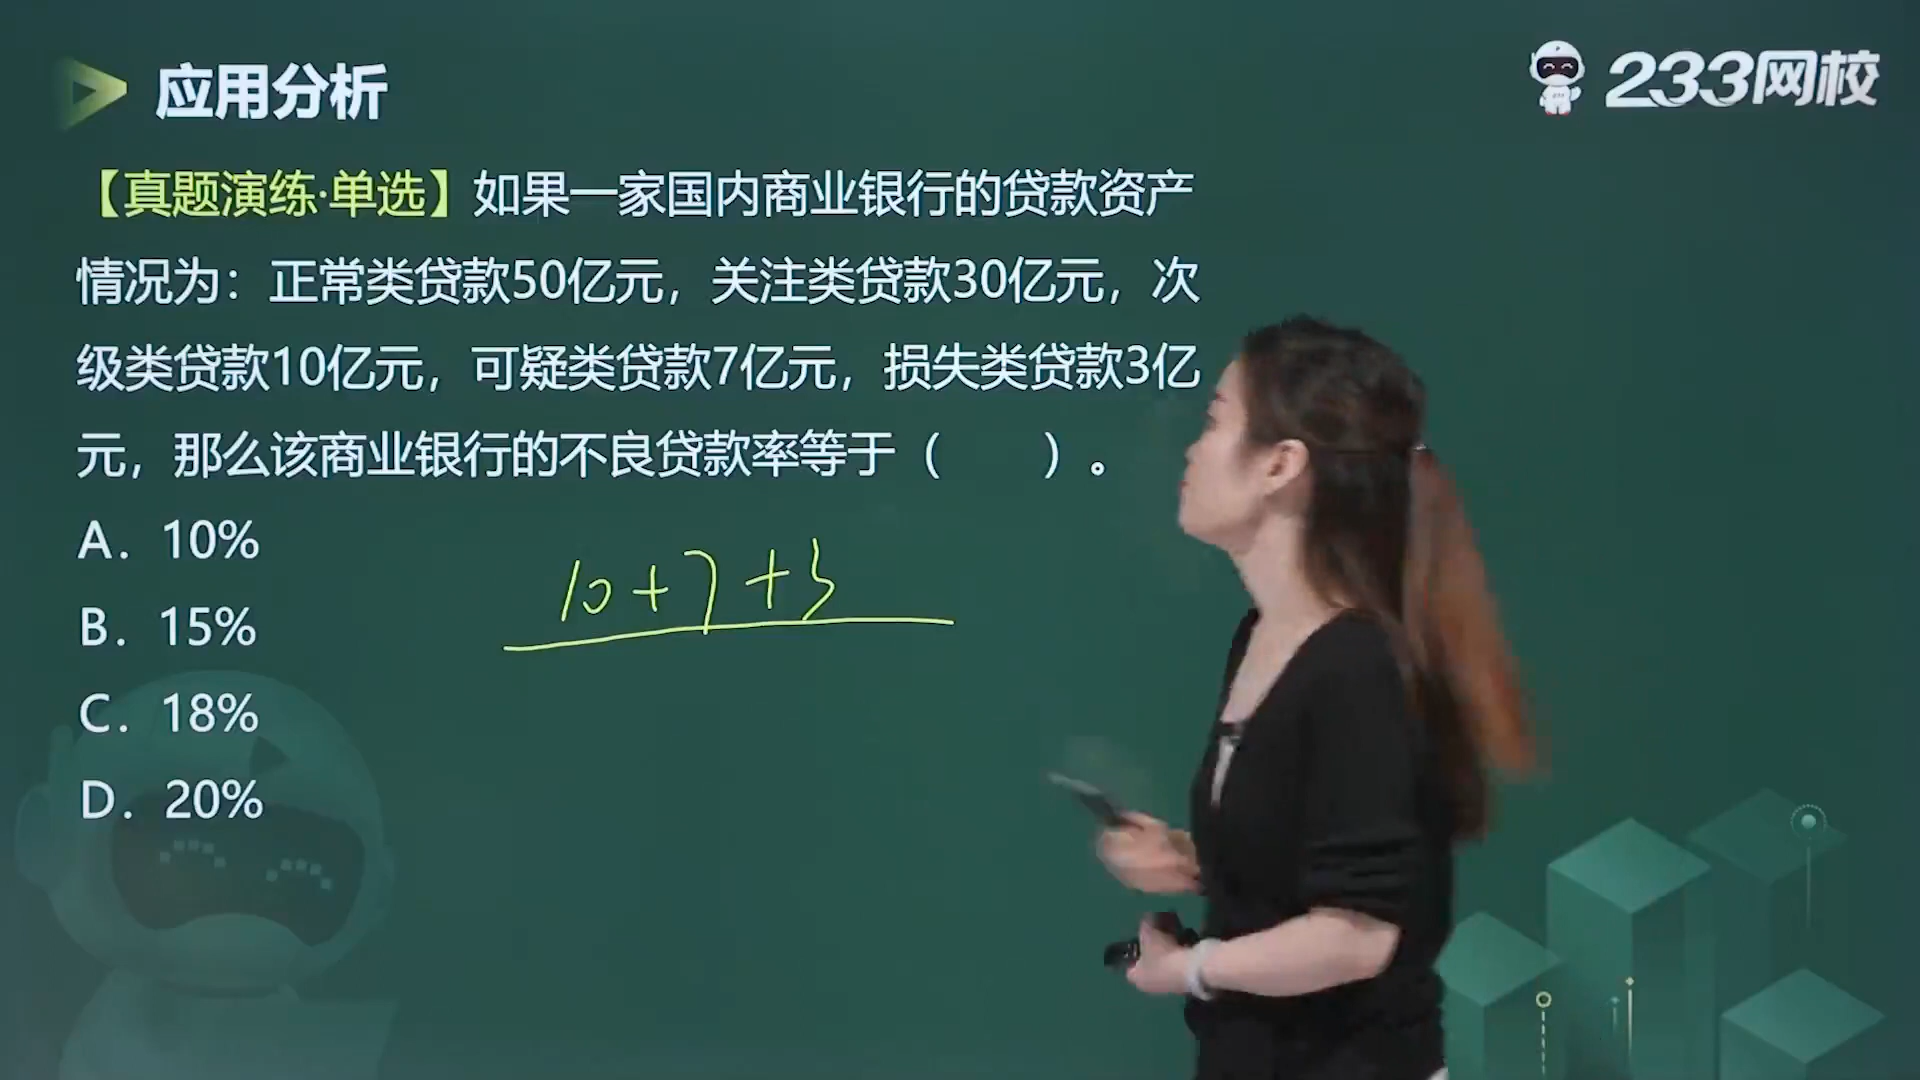 应用分析
233网校
【真题演练·单选】如果一家国内商业银行的贷款资产
情况为：正常类贷款50亿元，关注类贷款30亿元，次
级类贷款10亿元，可疑类贷款7亿元，损失类贷款3亿
元，那么该商业银行的不良贷款率等于（　　）。
A．10%
B．15%
C．18%
D．20%
10+7+3